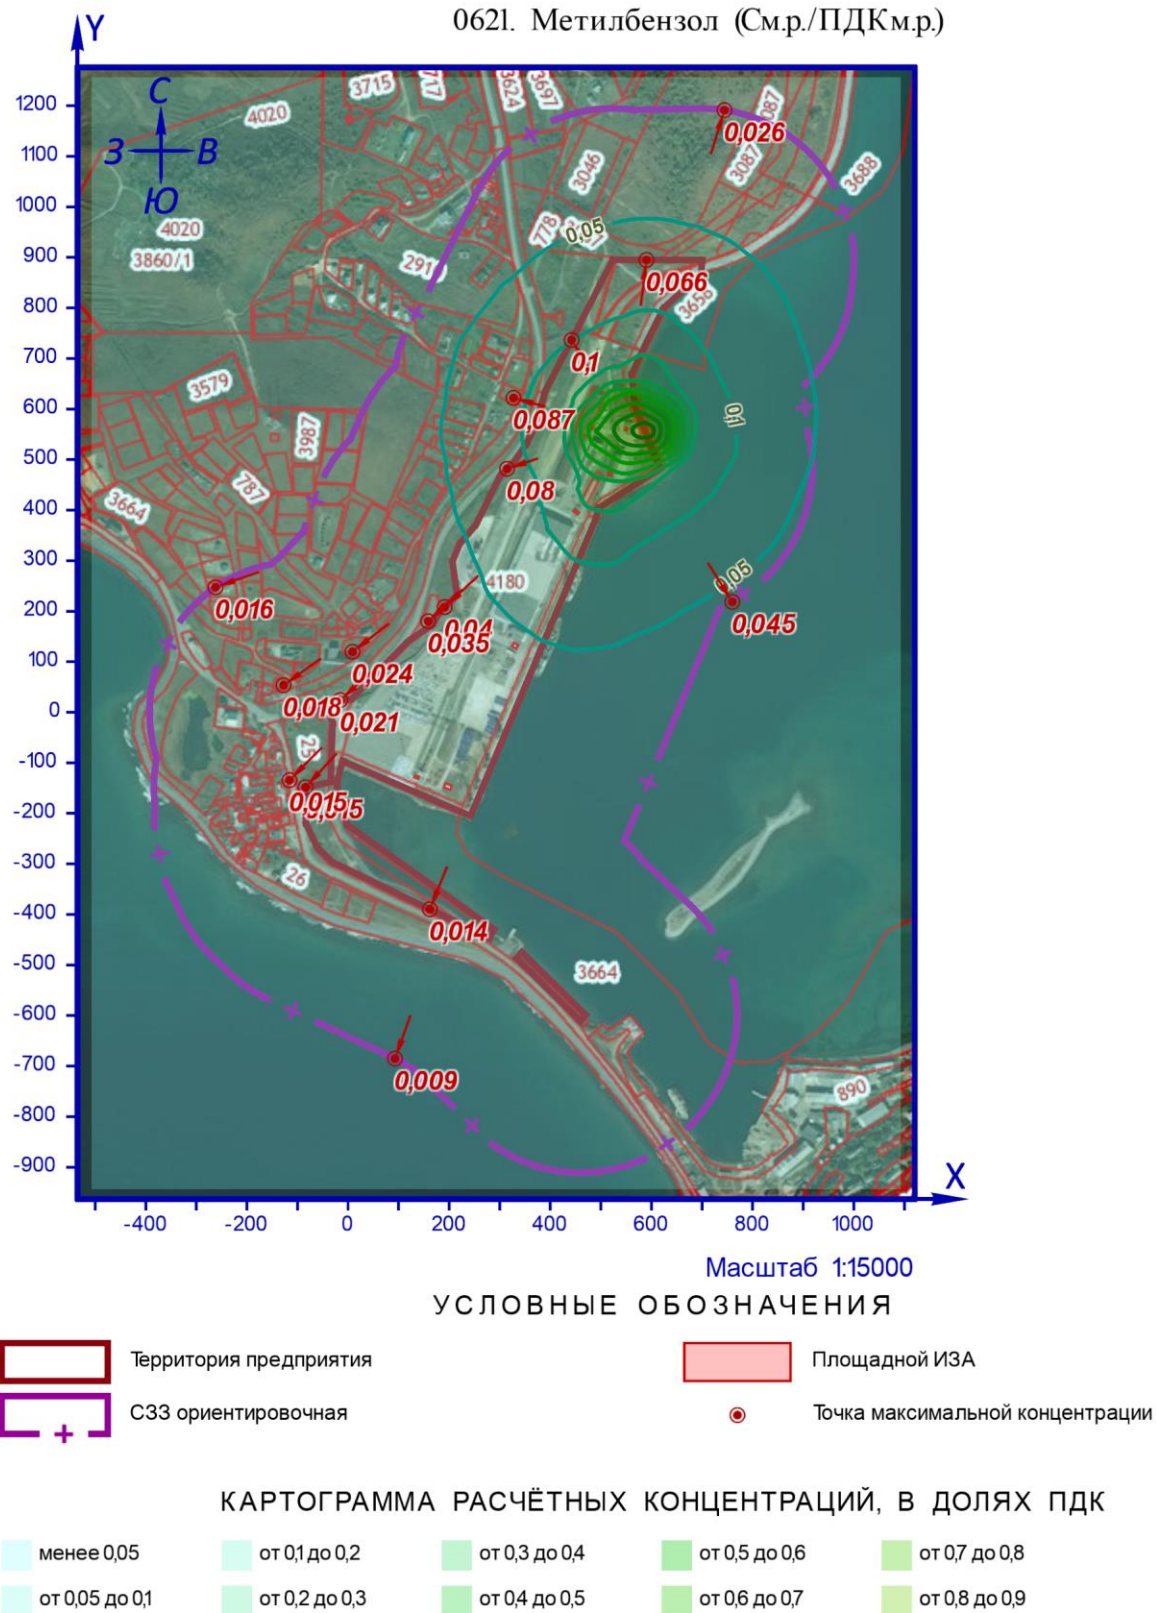 0621. Метилбензол (См.р./ПДКм.р.)
Y
1200
1100
1000
900
800
700
600
500
400
300
200
100
0
-100
-200
-300
-400
-500
-600
-700
-800
-900
С
З
В
Ю
3715
717
3624
3697
4020
3046
3087
3688
0,026
4020
3860/1
291
778
0,05
0,066
3658
0,1
3579
0,087
0,1
3987
0,08
787
3664
4180
0,05
0,016
0,04
0,035
0,045
0,024
0,018
0,021
25
0,015
26
0,014
3664
0,009
890
X
-400
-200
0
200
400
600
800
1000
Масштаб 1:15000
УСЛОВНЫЕ ОБОЗНАЧЕНИЯ
Территория предприятия
Площадной ИЗА
СЗЗ ориентировочная
Точка максимальной концентрации
КАРТОГРАММА РАСЧЁТНЫХ КОНЦЕНТРАЦИЙ, В ДОЛЯХ ПДК
менее 0,05
от 0,1 до 0,2
от 0,3 до 0,4
от 0,5 до 0,6
от 0,7 до 0,8
от 0,05 до 0,1
от 0,2 до 0,3
от 0,4 до 0,5
от 0,6 до 0,7
от 0,8 до 0,9